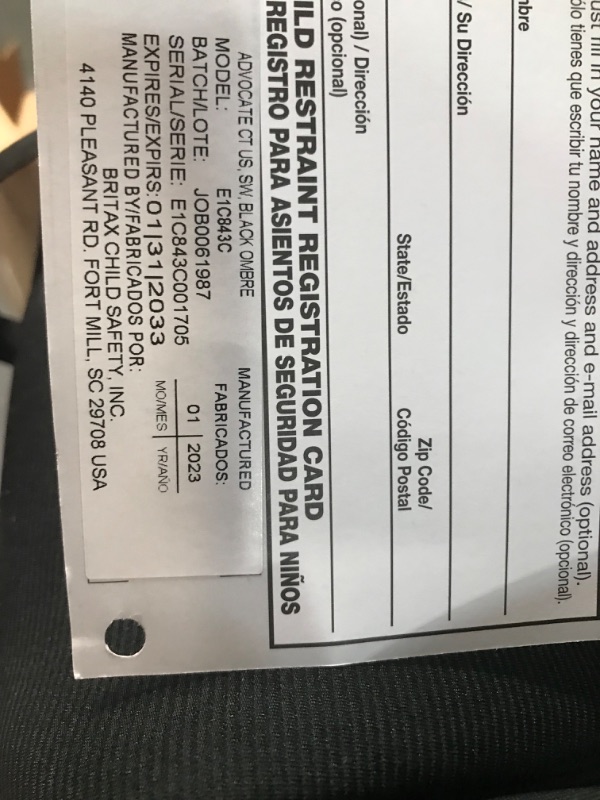 ust fill in your name and address and e-mail address (optional).
ólo tienes que escribir tu nombre y dirección y dirección de correo electrónico (opcional).
mbre
/ Su Dirección
State/Estado
Zip Code/
Código Postal
onal) / Dirección
o (opcional)
ILD RESTRAINT REGISTRATION CARD
REGISTRO PARA ASIENTOS DE SEGURIDAD PARA NIÑOS
ADVOCATE CT US, SW, BLACK OMBRE
MODEL: E1C843C
BATCH/LOTE: JOB0061987
SERIAL/SERIE: E1C843C001705
EXPIRES/EXPIRS: 01|31|2033
MANUFACTURED BY/FABRICADOS POR:
BRITAX CHILD SAFETY, INC.
4140 PLEASANT RD. FORT MILL, SC 29708 USA
MANUFACTURED
FABRICADOS:
01 | 2023
MO/MES | YR/AÑO